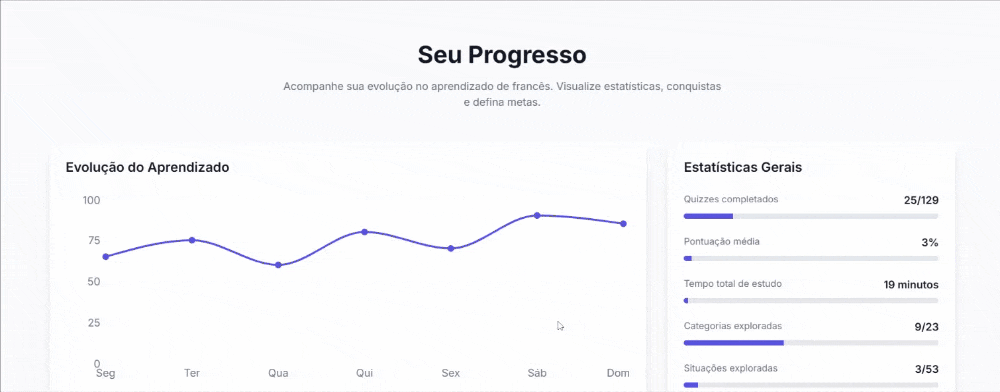 Seu Progresso
Acompanhe sua evolução no aprendizado de francês. Visualize estatísticas, conquistas
e defina metas.
Evolução do Aprendizado
100
75
50
25
0
Seg Ter Qua Qui Sex Sáb Dom
Estatísticas Gerais
Quizzes completados 25/129
Pontuação média 3%
Tempo total de estudo 19 minutos
Categorias exploradas 9/23
Situações exploradas 3/53